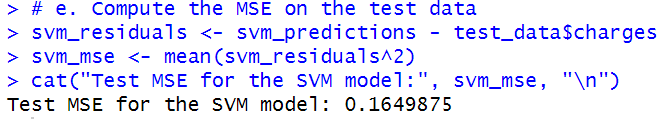 > # e. Compute the MSE on the test data
> svm_residuals <- svm_predictions - test_data$charges
> svm_mse <- mean(svm_residuals^2)
> cat("Test MSE for the SVM model:", svm_mse, "\n")
Test MSE for the SVM model: 0.1649875